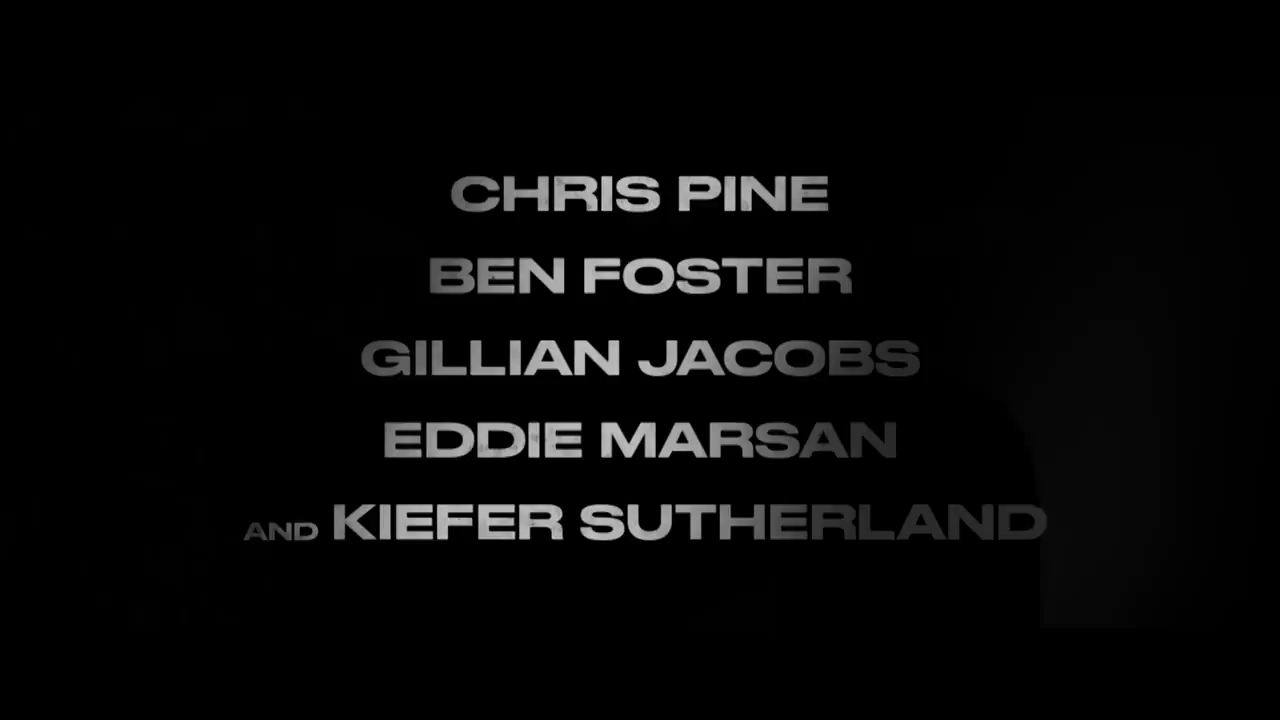 CHRIS PINE
BEN FOSTER
GILLIAN JACOBS
EDDIE MARSAN
AND KIEFER SUTHERLAND